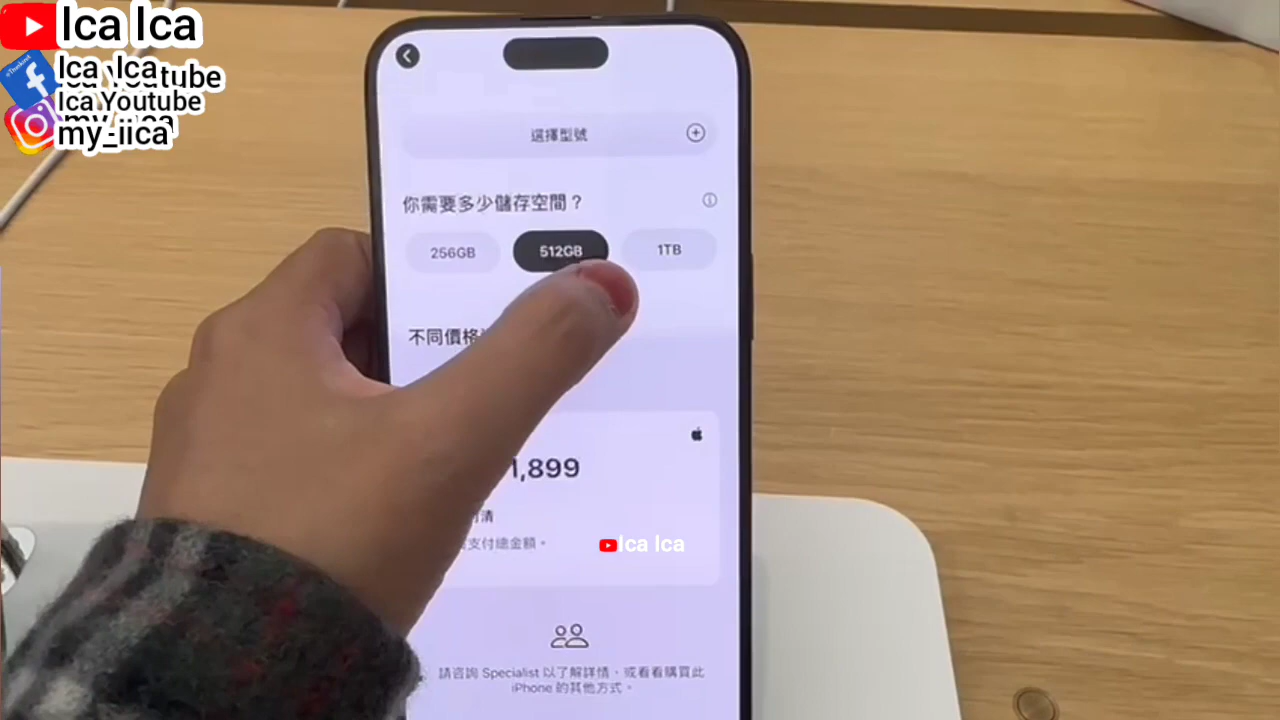 Ica Ica
Ica Ica
Ica Youtube
Ica Youtube
my_iica
my_iica
選擇型號
你需要多少儲存空間？
256GB
512GB
1TB
不同價格
1,899
清
支付總金額。
Ica Ica
請咨詢 Specialist 以了解詳情，或看看購買此
iPhone 的其他方式。